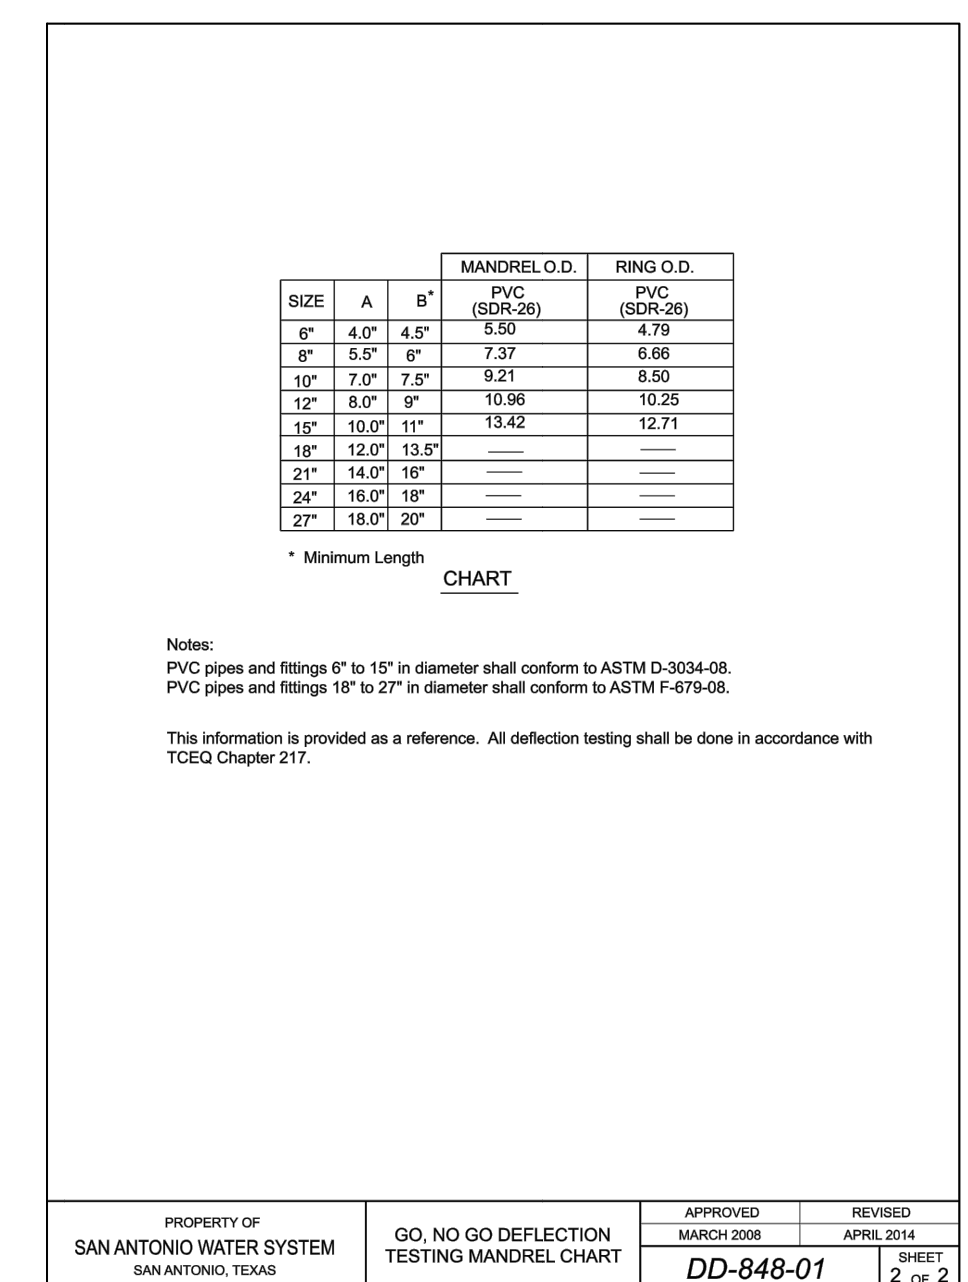 MANDREL O.D. RING O.D.
SIZE A B* PVC (SDR-26) PVC (SDR-26)
6" 4.0" 4.5" 5.50 4.79
8" 5.5" 6" 7.37 6.66
10" 7.0" 7.5" 9.21 8.50
12" 8.0" 9" 10.96 10.25
15" 10.0" 11" 13.42 12.71
18" 12.0" 13.5" — —
21" 14.0" 16" — —
24" 16.0" 18" — —
27" 18.0" 20" — —
* Minimum Length
CHART
Notes:
PVC pipes and fittings 6" to 15" in diameter shall conform to ASTM D-3034-08.
PVC pipes and fittings 18" to 27" in diameter shall conform to ASTM F-679-08.
This information is provided as a reference. All deflection testing shall be done in accordance with
TCEQ Chapter 217.
PROPERTY OF
SAN ANTONIO WATER SYSTEM
SAN ANTONIO, TEXAS
GO, NO GO DEFLECTION
TESTING MANDREL CHART
APPROVED REVISED
MARCH 2008 APRIL 2014
DD-848-01
SHEET
2 OF 2